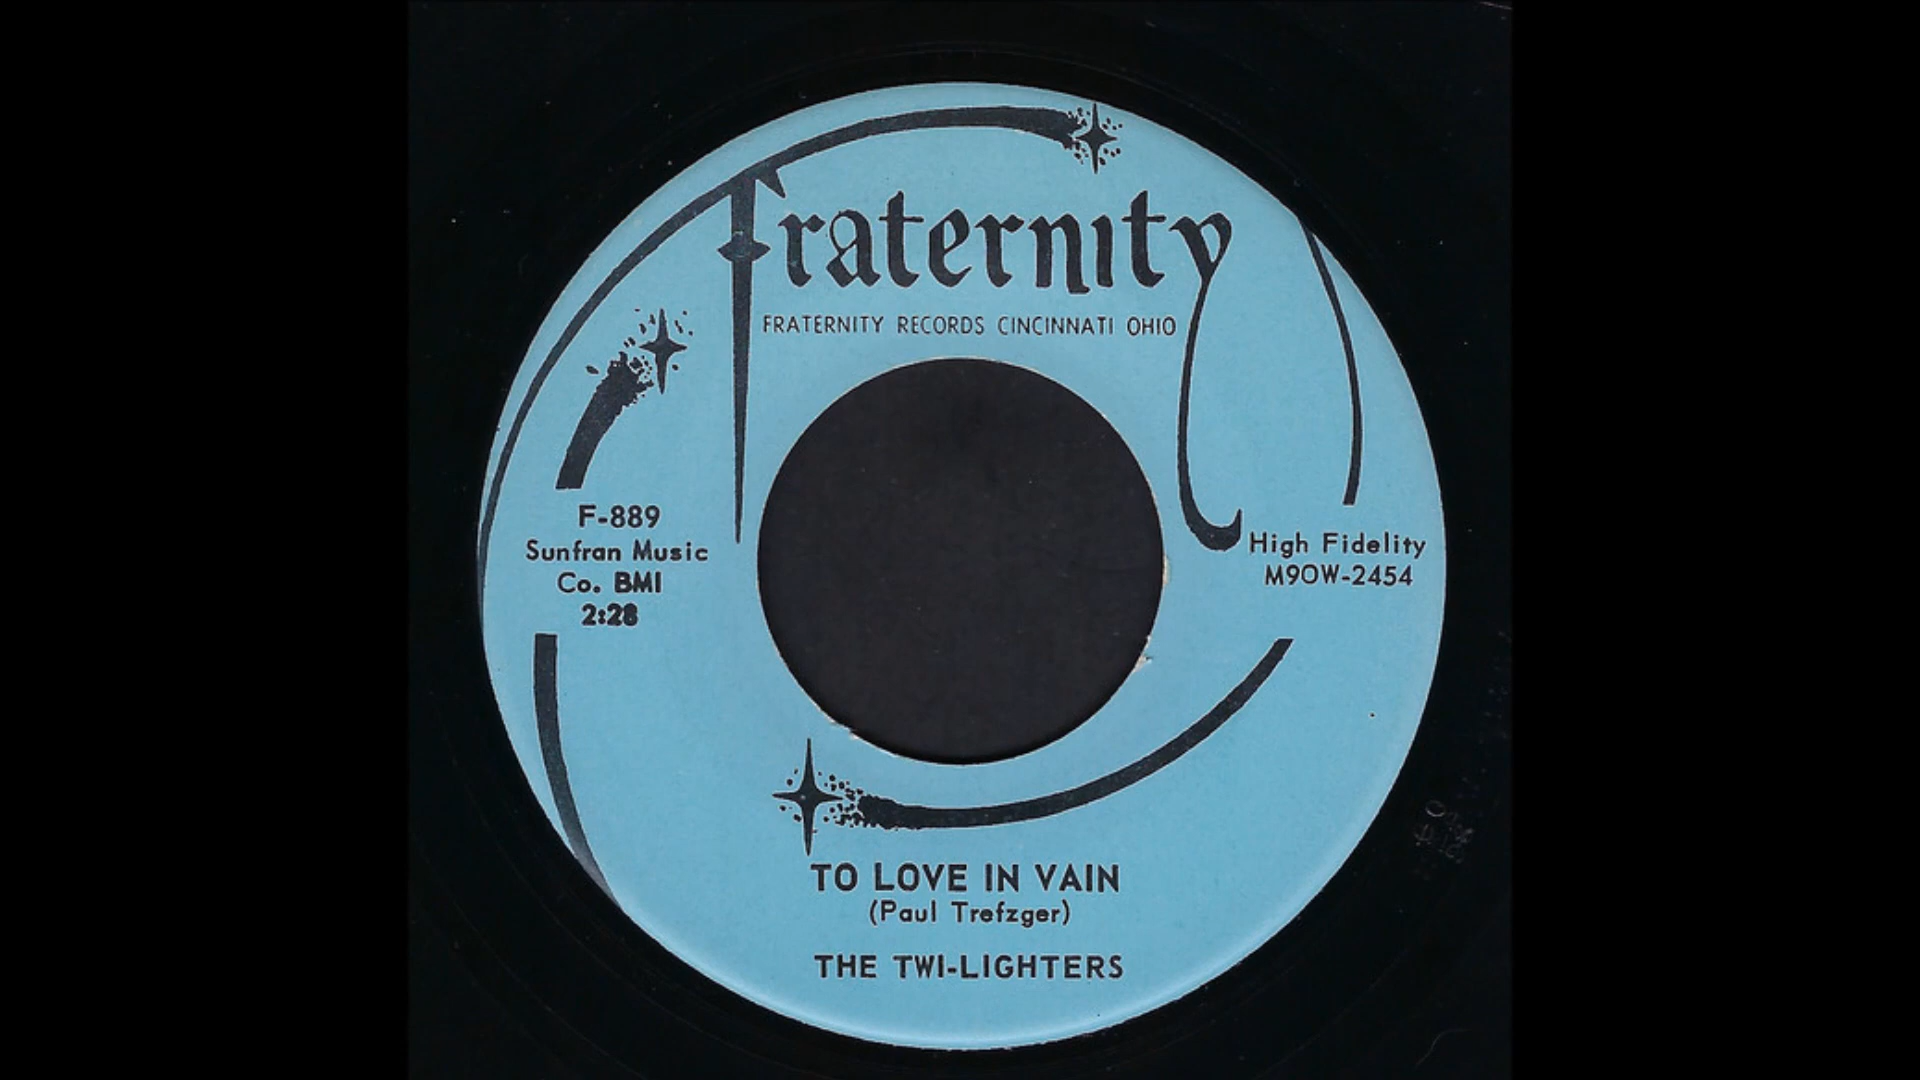 Fraternity
FRATERNITY RECORDS CINCINNATI OHIO
F-889
Sunfran Music
Co. BMI
2:28
High Fidelity
M9OW-2454
TO LOVE IN VAIN
(Paul Trefzger)
THE TWI-LIGHTERS